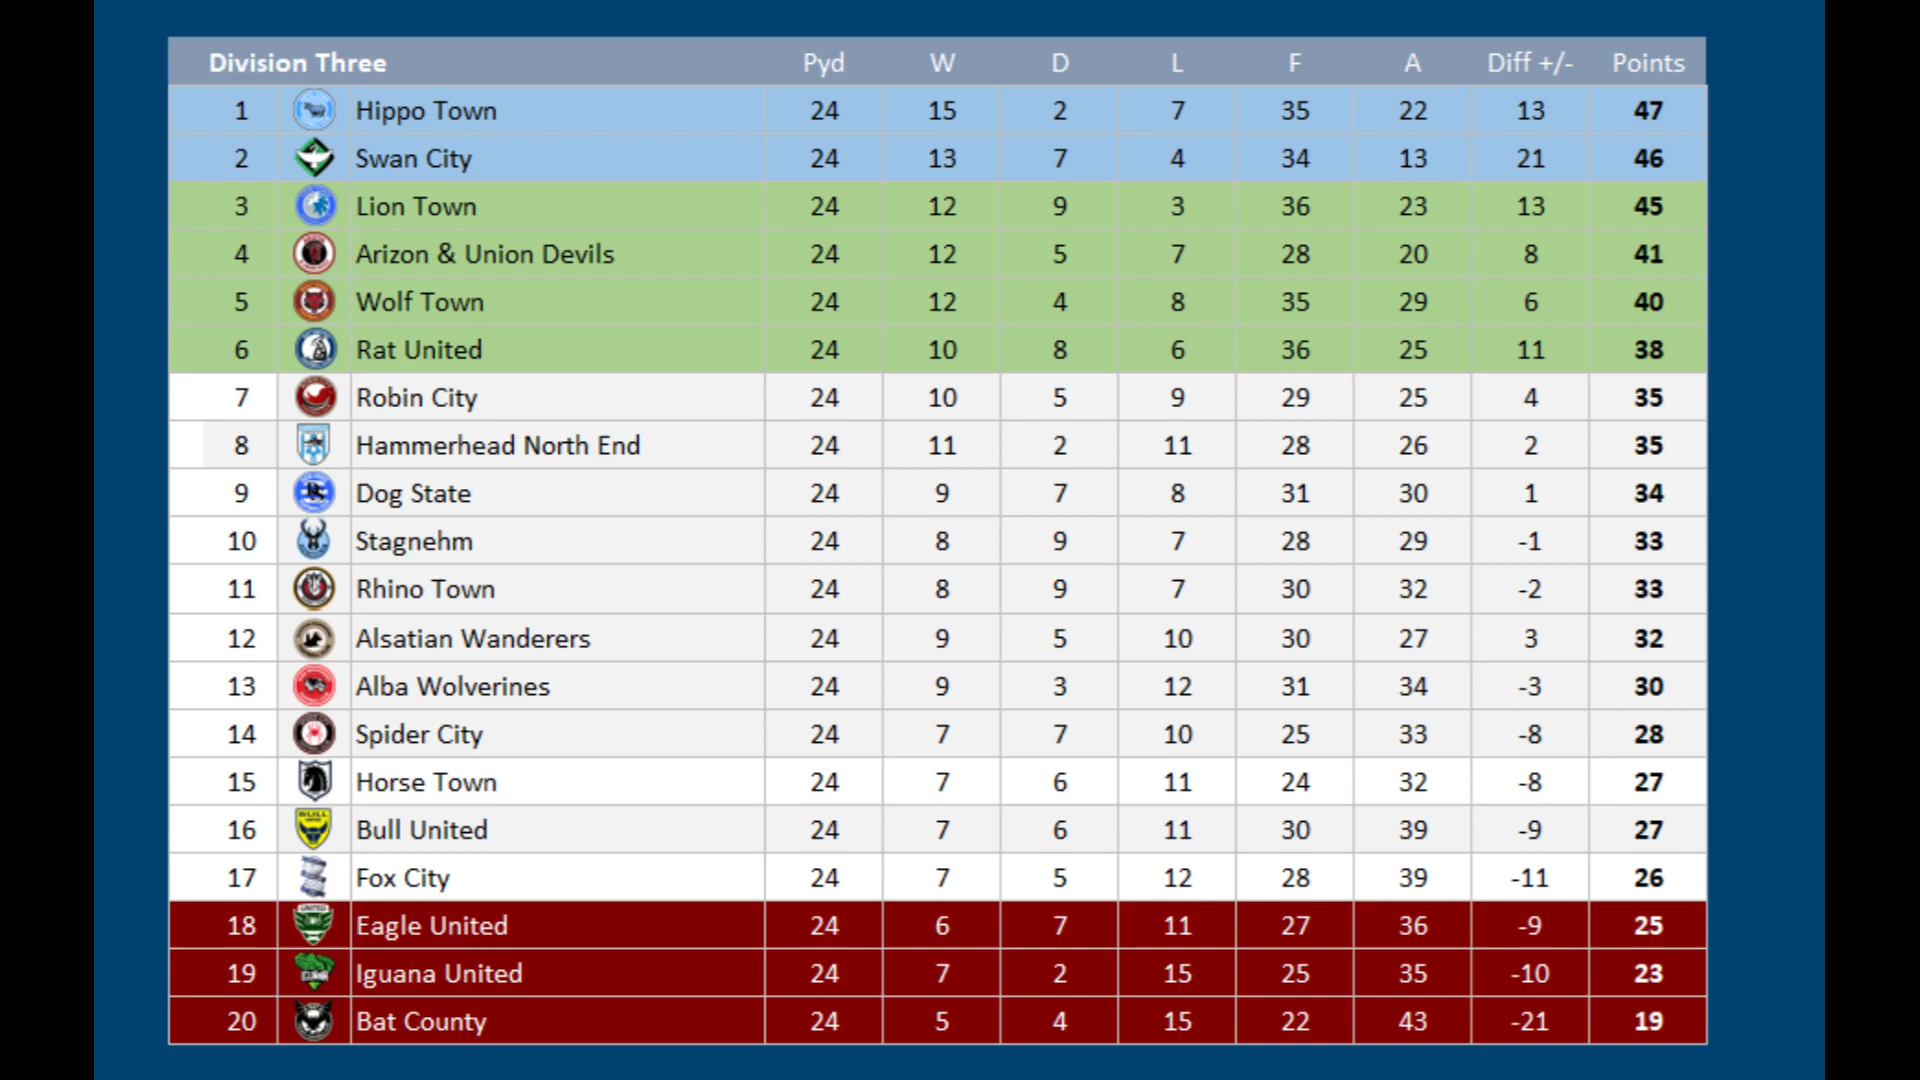 Division Three Pyd W D L F A Diff +/- Points
1 Hippo Town 24 15 2 7 35 22 13 47
2 Swan City 24 13 7 4 34 13 21 46
3 Lion Town 24 12 9 3 36 23 13 45
4 Arizon & Union Devils 24 12 5 7 28 20 8 41
5 Wolf Town 24 12 4 8 35 29 6 40
6 Rat United 24 10 8 6 36 25 11 38
7 Robin City 24 10 5 9 29 25 4 35
8 Hammerhead North End 24 11 2 11 28 26 2 35
9 Dog State 24 9 7 8 31 30 1 34
10 Stagnehm 24 8 9 7 28 29 -1 33
11 Rhino Town 24 8 9 7 30 32 -2 33
12 Alsatian Wanderers 24 9 5 10 30 27 3 32
13 Alba Wolverines 24 9 3 12 31 34 -3 30
14 Spider City 24 7 7 10 25 33 -8 28
15 Horse Town 24 7 6 11 24 32 -8 27
16 Bull United 24 7 6 11 30 39 -9 27
17 Fox City 24 7 5 12 28 39 -11 26
18 Eagle United 24 6 7 11 27 36 -9 25
19 Iguana United 24 7 2 15 25 35 -10 23
20 Bat County 24 5 4 15 22 43 -21 19